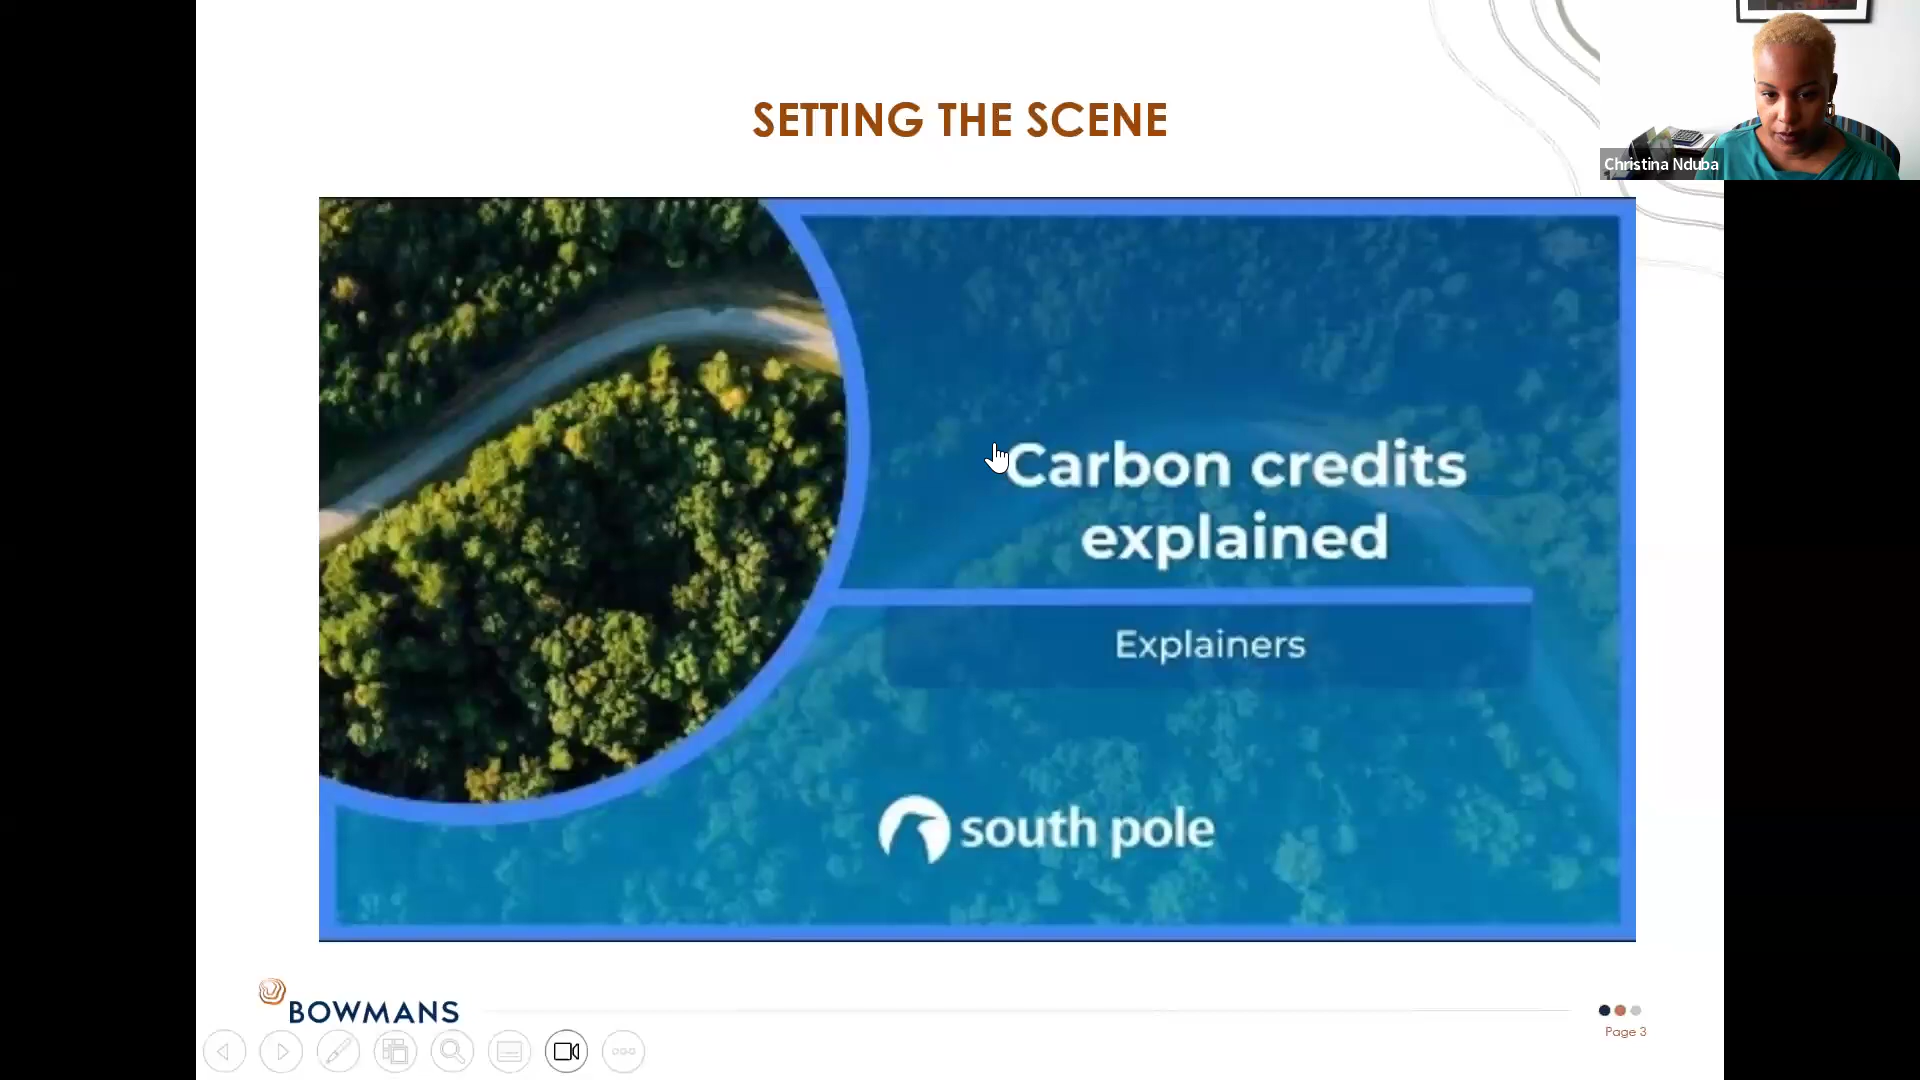 SETTING THE SCENE
Christina Nduba
Carbon credits
explained
Explainers
south pole
BOWMANS
Page 3